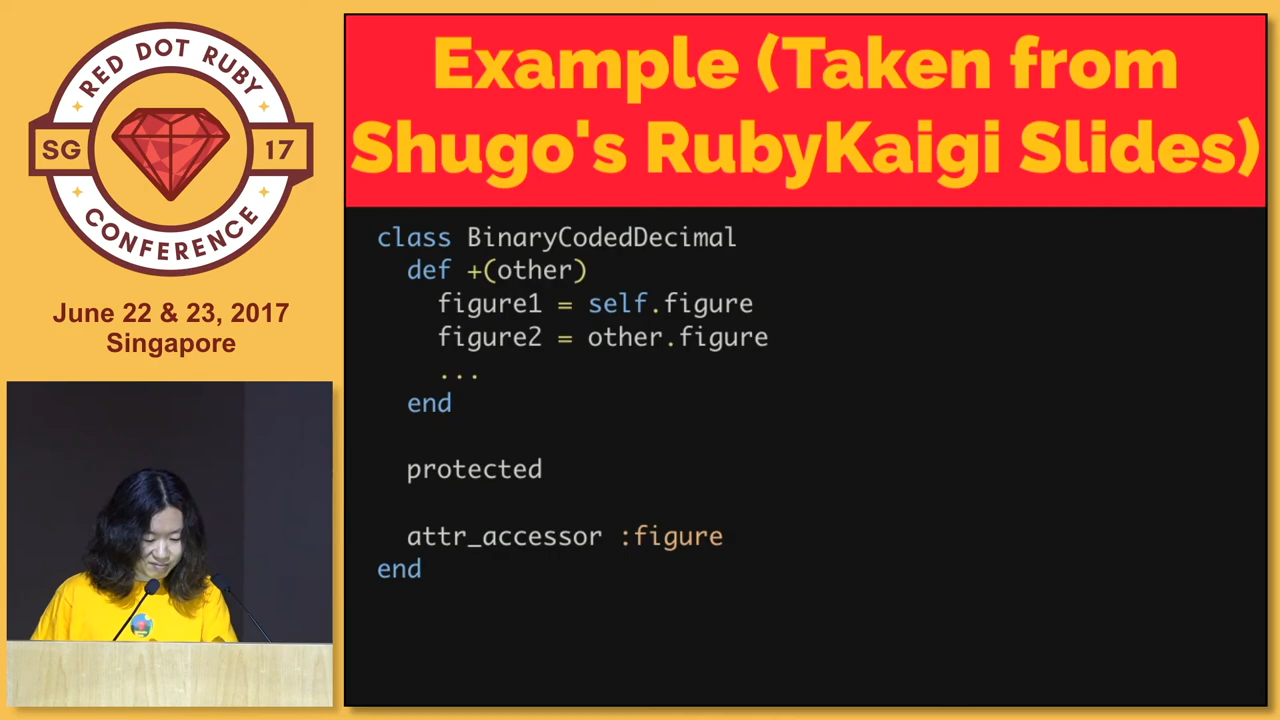 RED DOT RUBY
SG 17
CONFERENCE
June 22 & 23, 2017
Singapore
Example (Taken from
Shugo's RubyKaigi Slides)
class BinaryCodedDecimal
  def +(other)
    figure1 = self.figure
    figure2 = other.figure
    ...
  end

  protected

  attr_accessor :figure
end